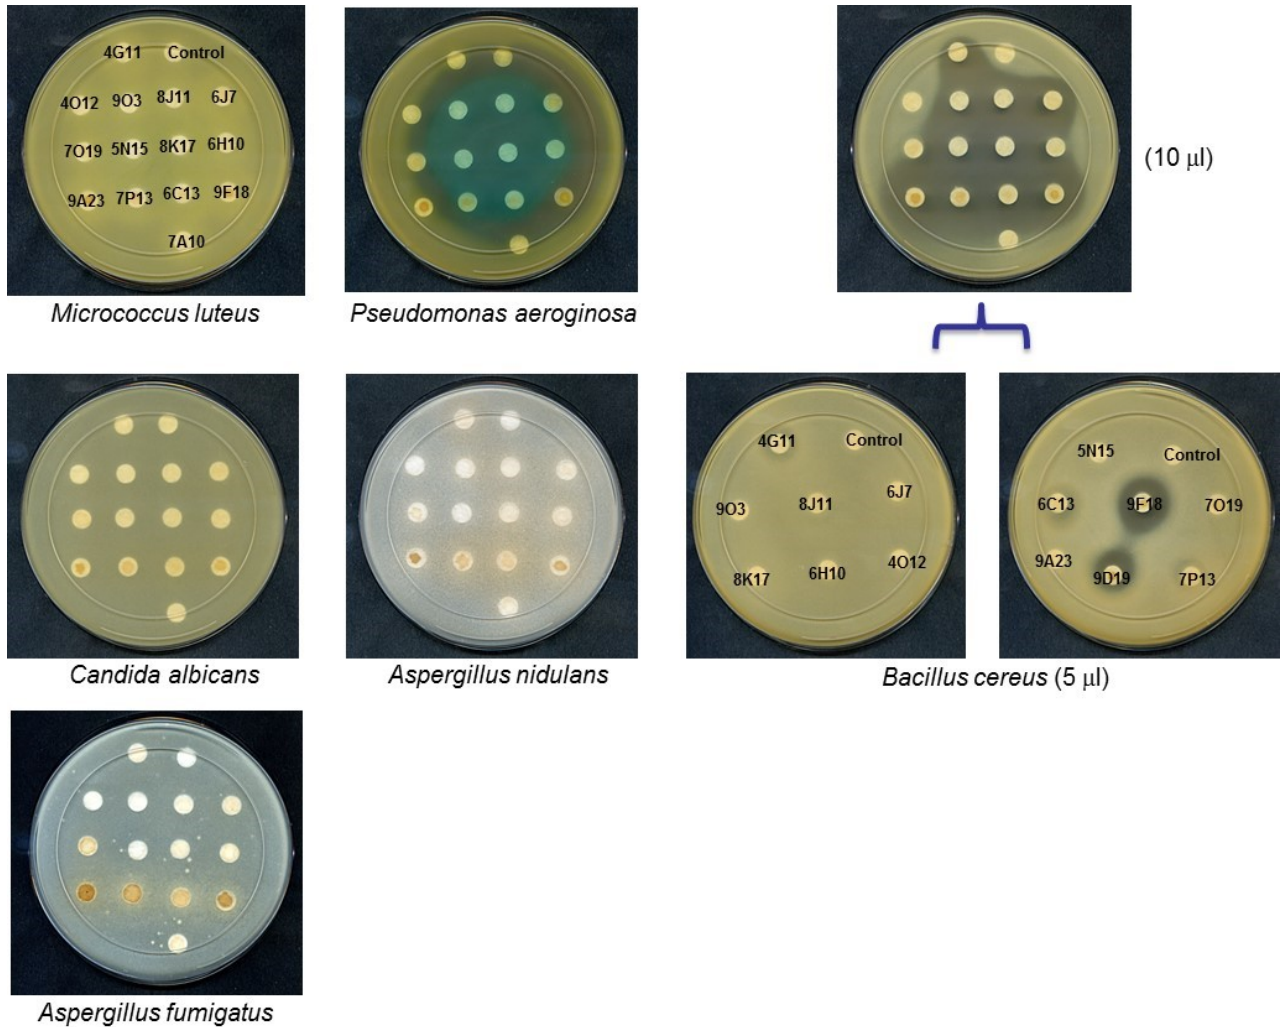 4G11 Control
4O12 9O3 8J11 6J7
7O19 5N15 8K17 6H10
9A23 7P13 6C13 9F18
7A10
Micrococcus luteus
Pseudomonas aeroginosa
(10 μl)
Candida albicans
Aspergillus nidulans
4G11 Control
6J7
9O3 8J11
4O12
8K17 6H10
5N15 Control
6C13 9F18 7O19
9A23
9D19 7P13
Bacillus cereus (5 μl)
Aspergillus fumigatus